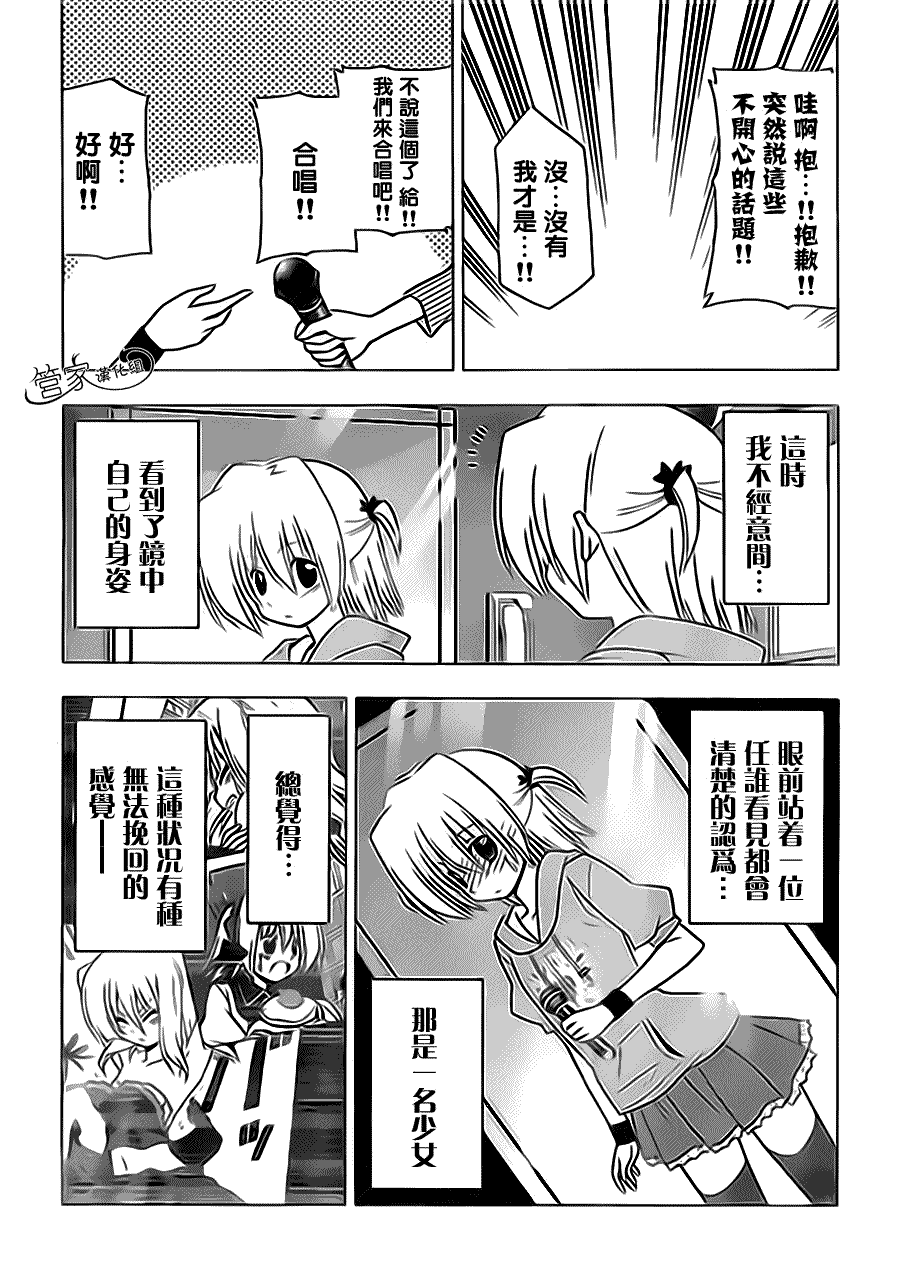 哇啊 抱…!! 抱歉!!
突然說這些
不開心的話題!!
沒…沒有
我才是…!!
不說這個了 給!!
我們來合唱吧!!
合唱!!
好…
好啊!!
管家
漢化組
這時
我不經意間…
看到了鏡中
自己的身姿
眼前站着一位
任誰看見都會
清楚的認爲…
那是一名少女
總覺得…
這種狀況有種
無法挽回的
感覺——